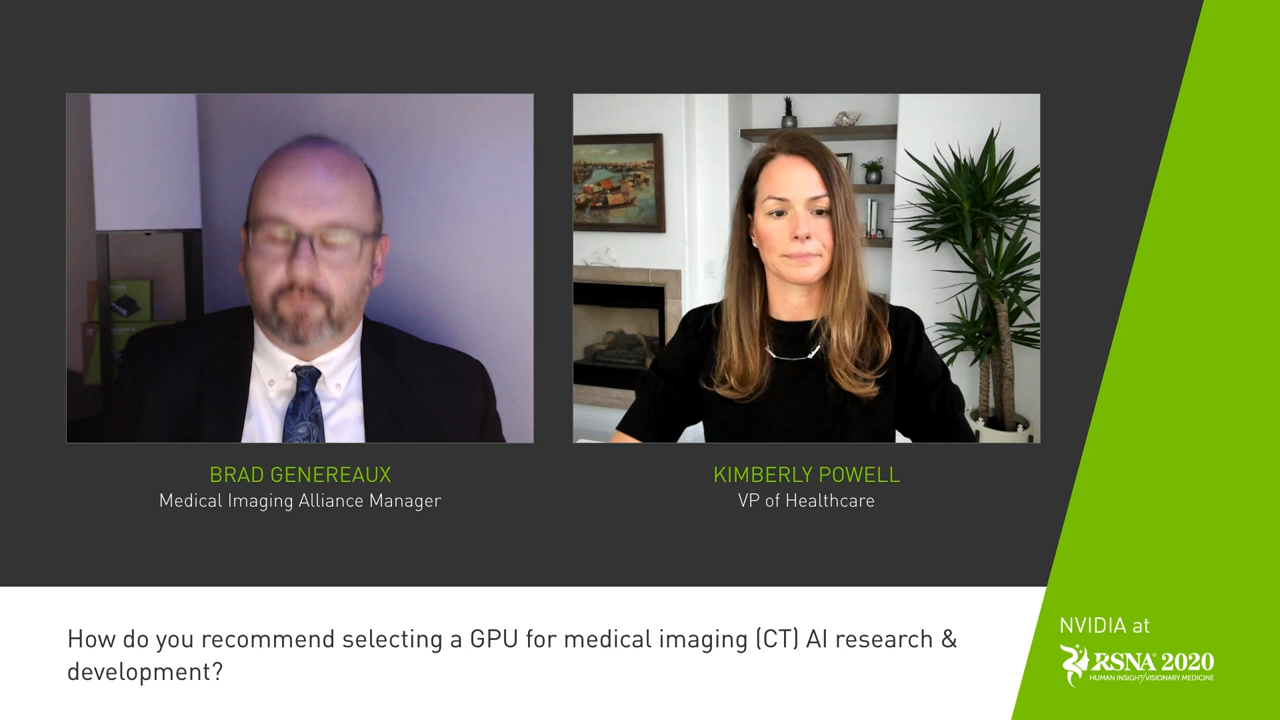 BRAD GENEREAUX
Medical Imaging Alliance Manager
KIMBERLY POWELL
VP of Healthcare
How do you recommend selecting a GPU for medical imaging (CT) AI research &
development?
NVIDIA at
RSNA® 2020
HUMAN INSIGHT/VISIONARY MEDICINE